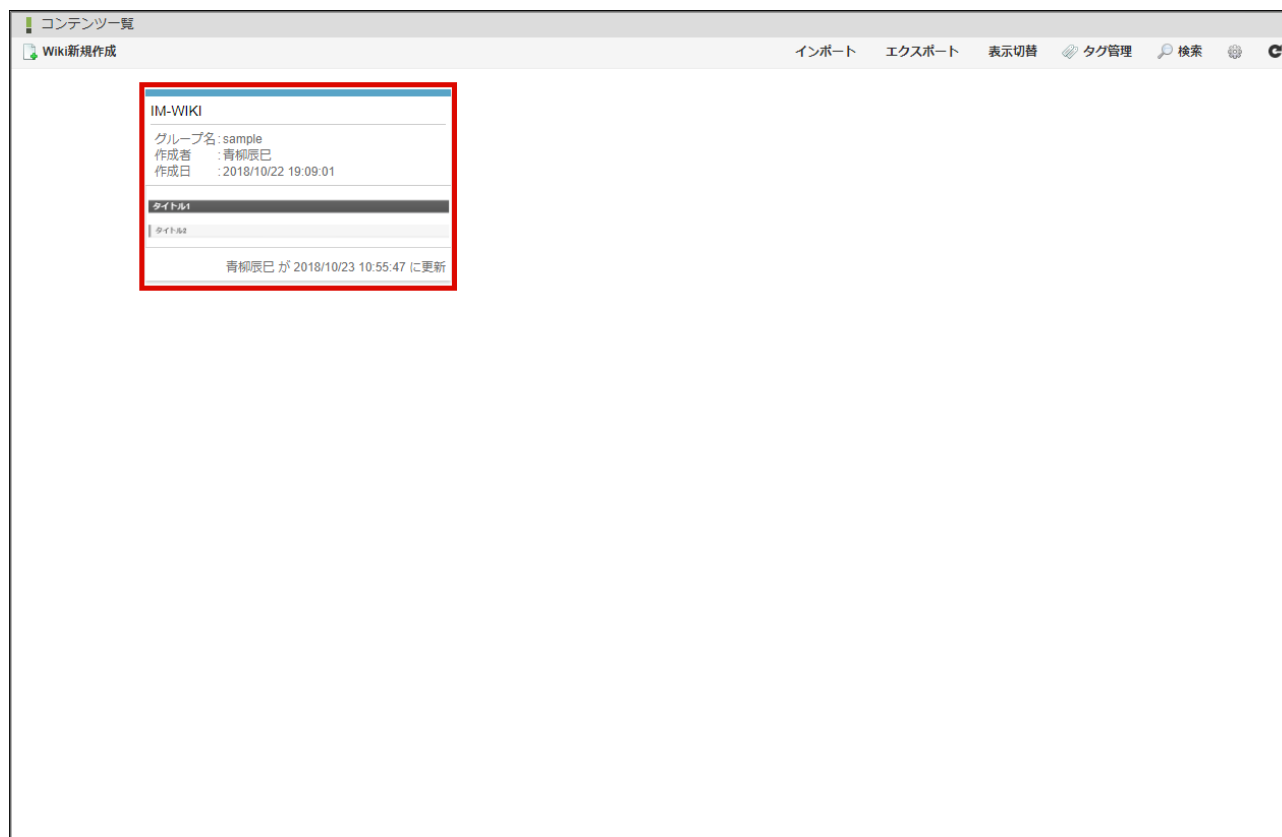 コンテンツ一覧
Wiki新規作成 インポート エクスポート 表示切替 タグ管理 検索
IM-WIKI
グループ名 : sample
作成者 : 青柳辰巳
作成日 : 2018/10/22 19:09:01
タイトル1
タイトル2
青柳辰巳 が 2018/10/23 10:55:47 に更新